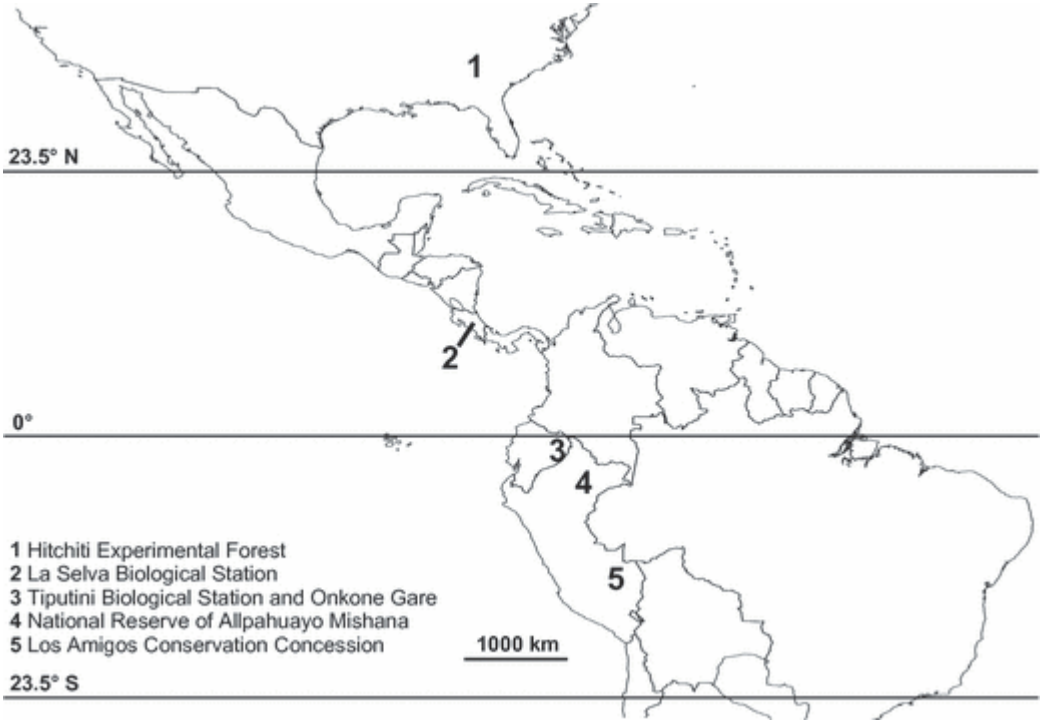 1
23.5° N
2
0°
3
4
1 Hitchiti Experimental Forest
2 La Selva Biological Station
3 Tiputini Biological Station and Onkone Gare
4 National Reserve of Allpahuayo Mishana
5 Los Amigos Conservation Concession
5
1000 km
23.5° S